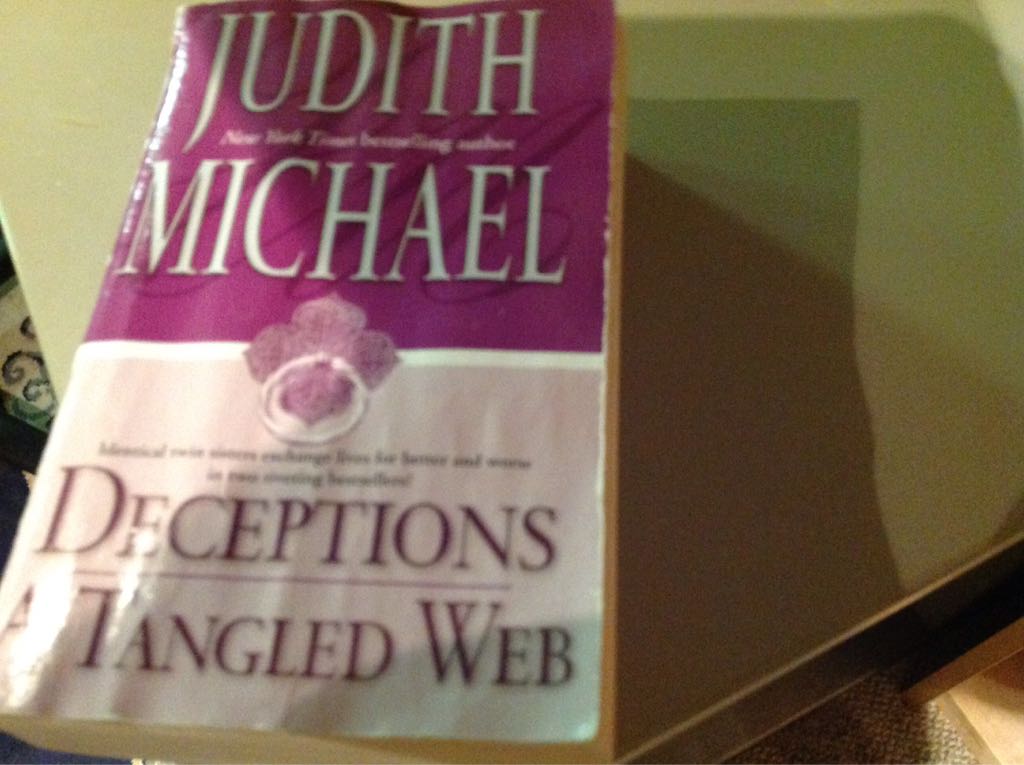 JUDITH
New York Times bestselling author
MICHAEL
Identical twin sisters exchange lives for better and worse
in two riveting bestsellers!
DECEPTIONS
A TANGLED WEB